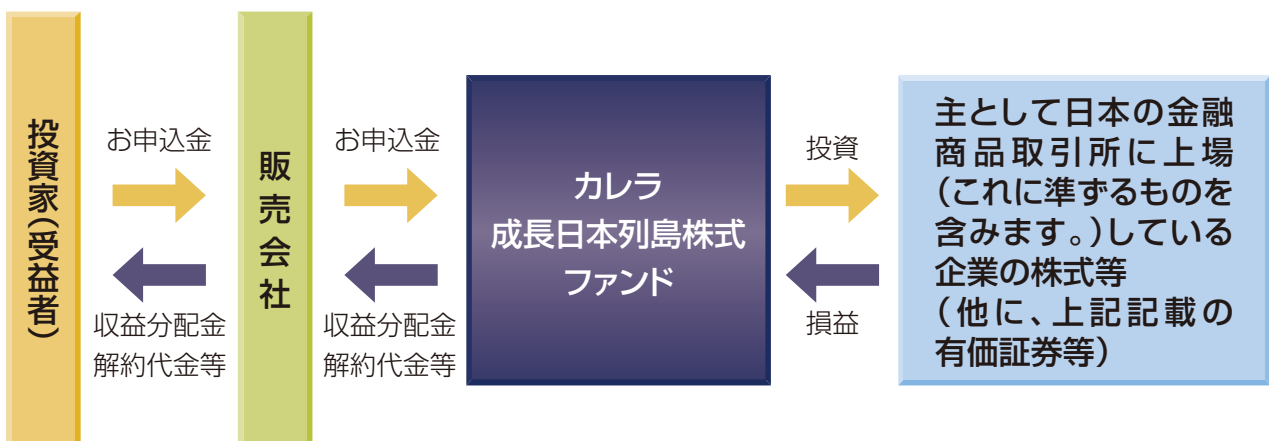 投資家(受益者)
お申込金
収益分配金
解約代金等
販売会社
お申込金
収益分配金
解約代金等
カレラ
成長日本列島株式
ファンド
投資
損益
主として日本の金融
商品取引所に上場
(これに準ずるものを
含みます。)している
企業の株式等
(他に、上記記載の
有価証券等)